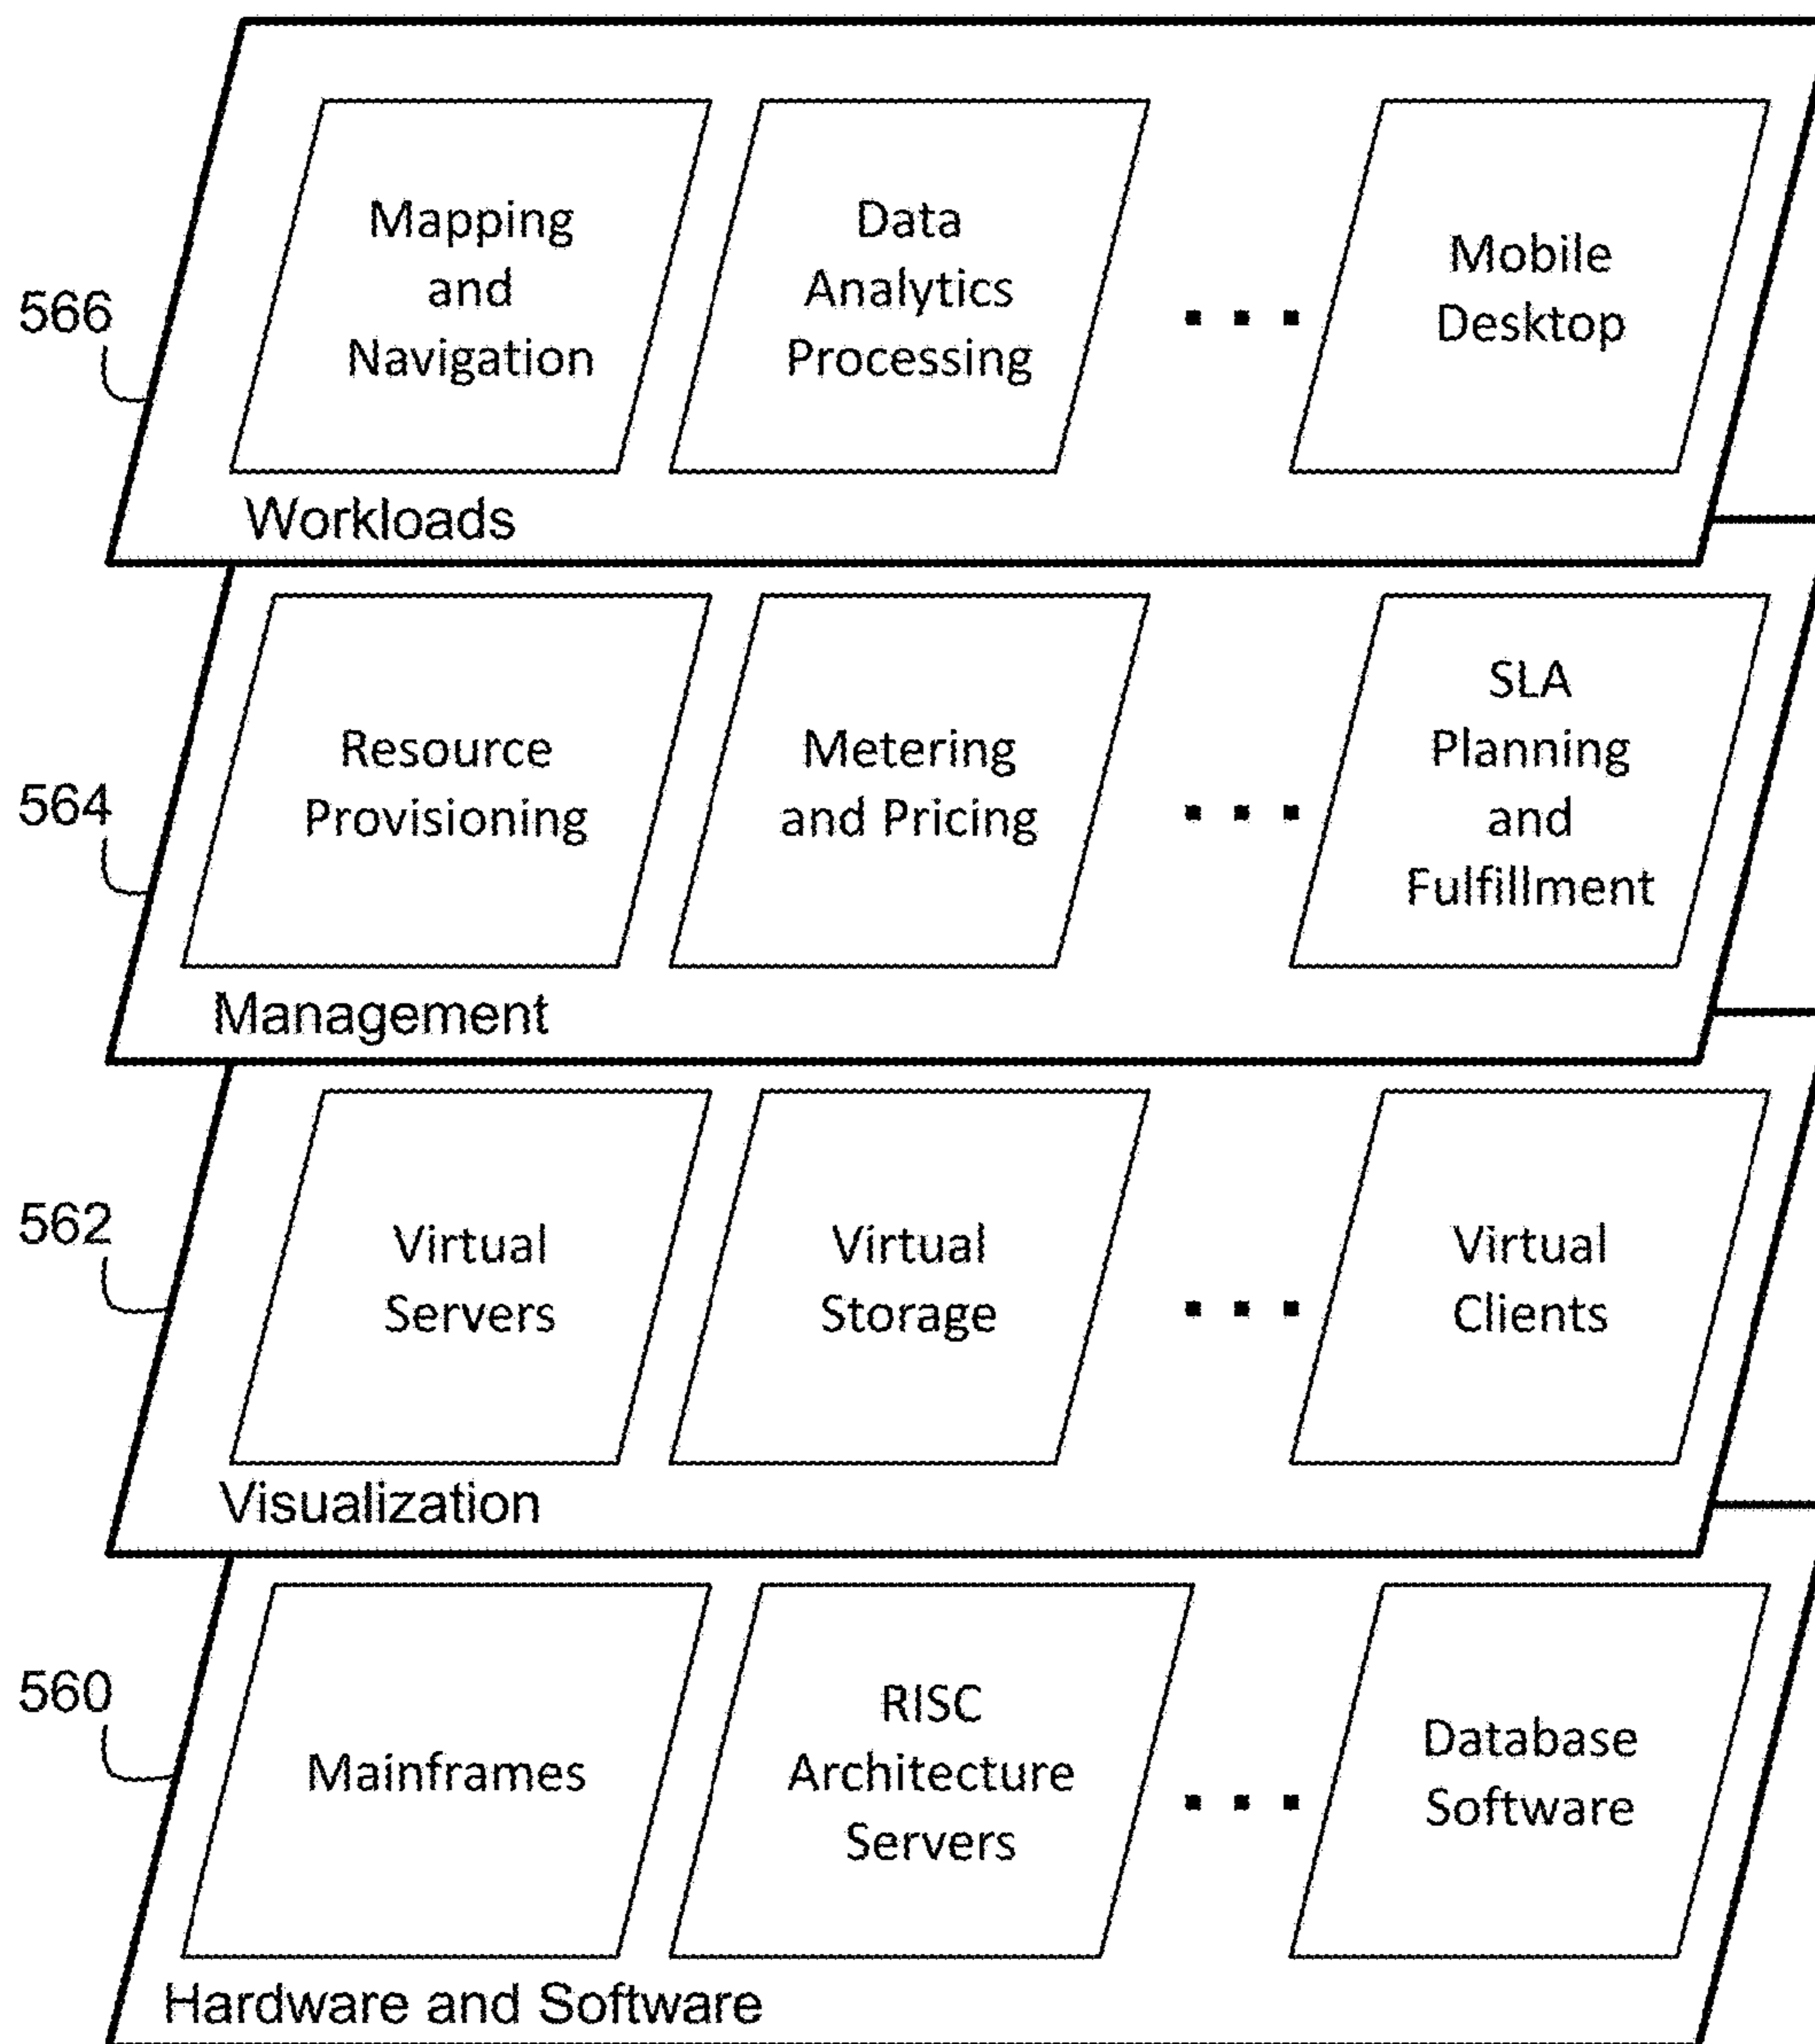 566
Mapping
and
Navigation
Data
Analytics
Processing
Mobile
Desktop
Workloads
564
Resource
Provisioning
Metering
and Pricing
SLA
Planning
and
Fulfillment
Management
562
Virtual
Servers
Virtual
Storage
Virtual
Clients
Visualization
560
Mainframes
RISC
Architecture
Servers
Database
Software
Hardware and Software